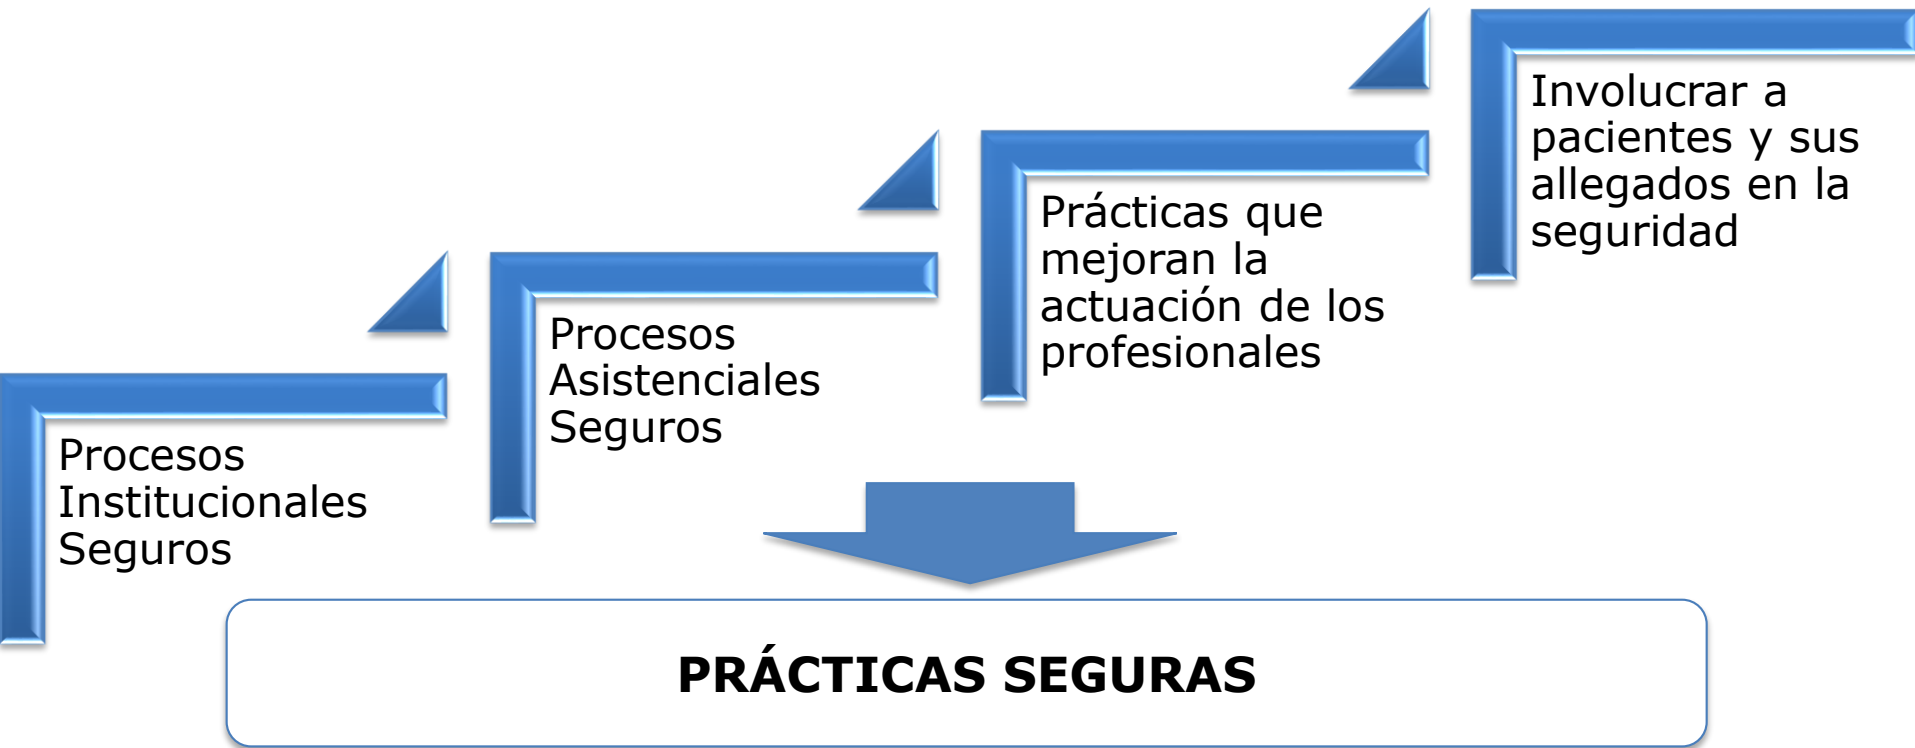 Procesos
Institucionales
Seguros
Procesos
Asistenciales
Seguros
Prácticas que
mejoran la
actuación de los
profesionales
Involucrar a
pacientes y sus
allegados en la
seguridad
PRÁCTICAS SEGURAS